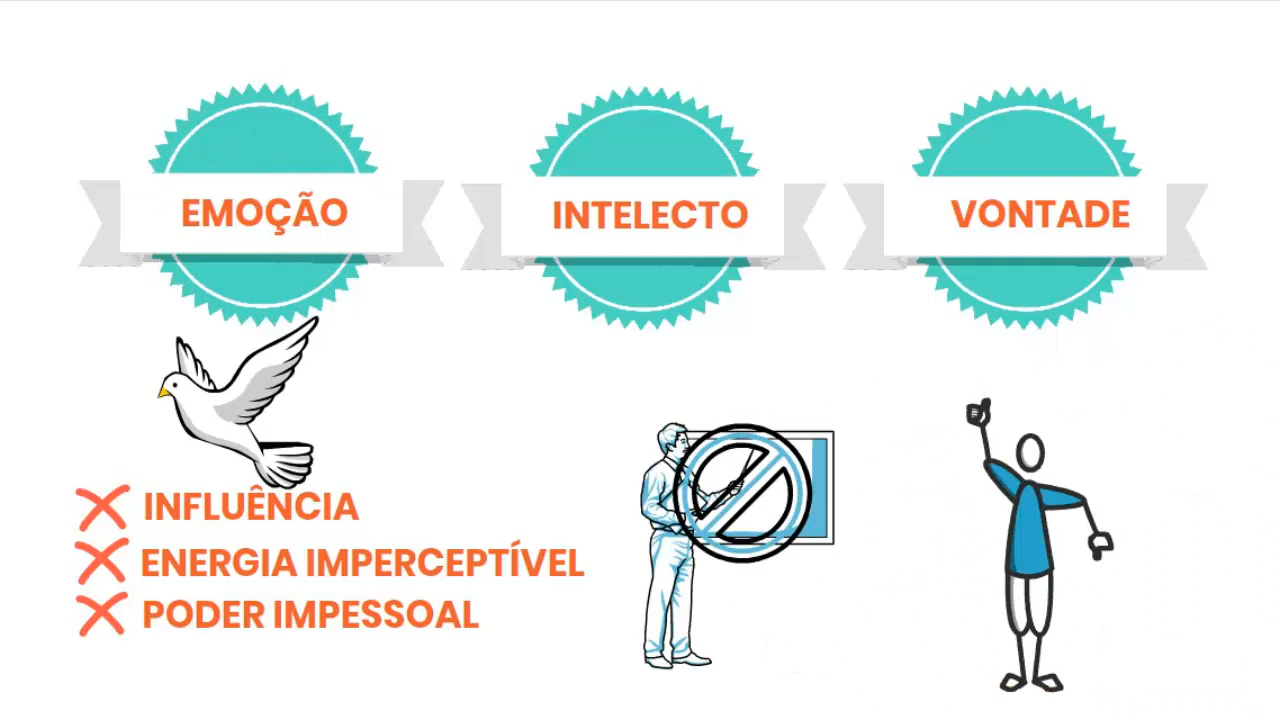 EMOÇÃO
INTELECTO
VONTADE
INFLUÊNCIA
ENERGIA IMPERCEPTÍVEL
PODER IMPESSOAL